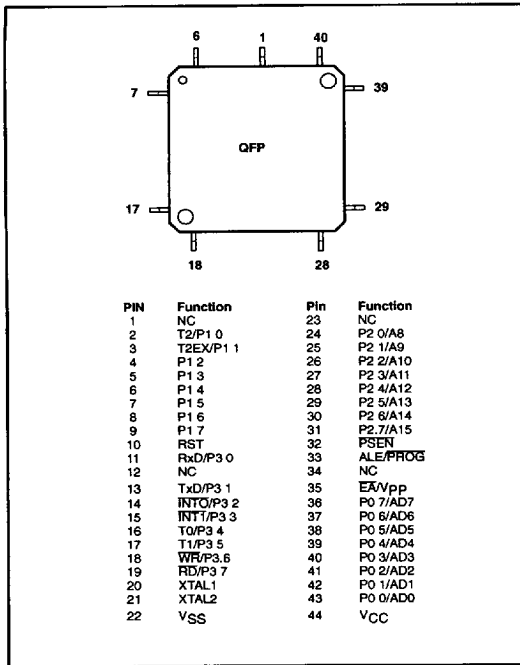 6 1 40
7 39
QFP
17 29
18 28
PIN Function Pin Function
1 NC 23 NC
2 T2/P1 0 24 P2 0/A8
3 T2EX/P1 1 25 P2 1/A9
4 P1 2 26 P2 2/A10
5 P1 3 27 P2 3/A11
6 P1 4 28 P2 4/A12
7 P1 5 29 P2 5/A13
8 P1 6 30 P2 6/A14
9 P1 7 31 P2.7/A15
10 RST 32 PSEN
11 RxD/P3 0 33 ALE/PROG
12 NC 34 NC
13 TxD/P3 1 35 EA/VPP
14 INT0/P3 2 36 P0 7/AD7
15 INT1/P3 3 37 P0 6/AD6
16 T0/P3 4 38 P0 5/AD5
17 T1/P3 5 39 P0 4/AD4
18 WR/P3.6 40 P0 3/AD3
19 RD/P3 7 41 P0 2/AD2
20 XTAL1 42 P0 1/AD1
21 XTAL2 43 P0 0/AD0
22 VSS 44 VCC